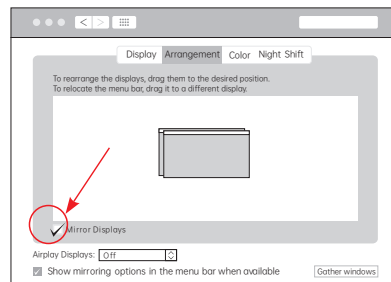 Display Arrangement Color Night Shift
To rearrange the displays, drag them to the desired position.
To relocate the menu bar, drag it to a different display.
Mirror Displays
Airplay Displays: Off
Show mirroring options in the menu bar when available
Gather windows